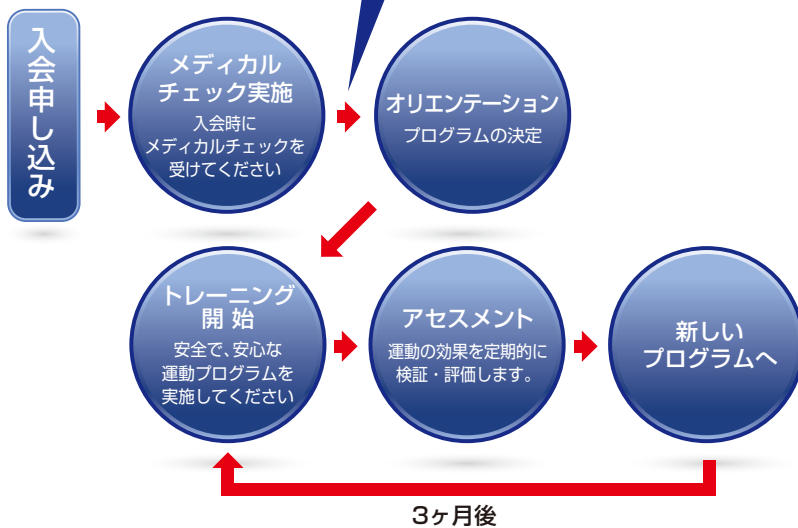 入会申し込み
メディカル
チェック実施
入会時に
メディカルチェックを
受けてください
オリエンテーション
プログラムの決定
トレーニング
開 始
安全で、安心な
運動プログラムを
実施してください
アセスメント
運動の効果を定期的に
検証・評価します。
新しい
プログラムへ
3ヶ月後